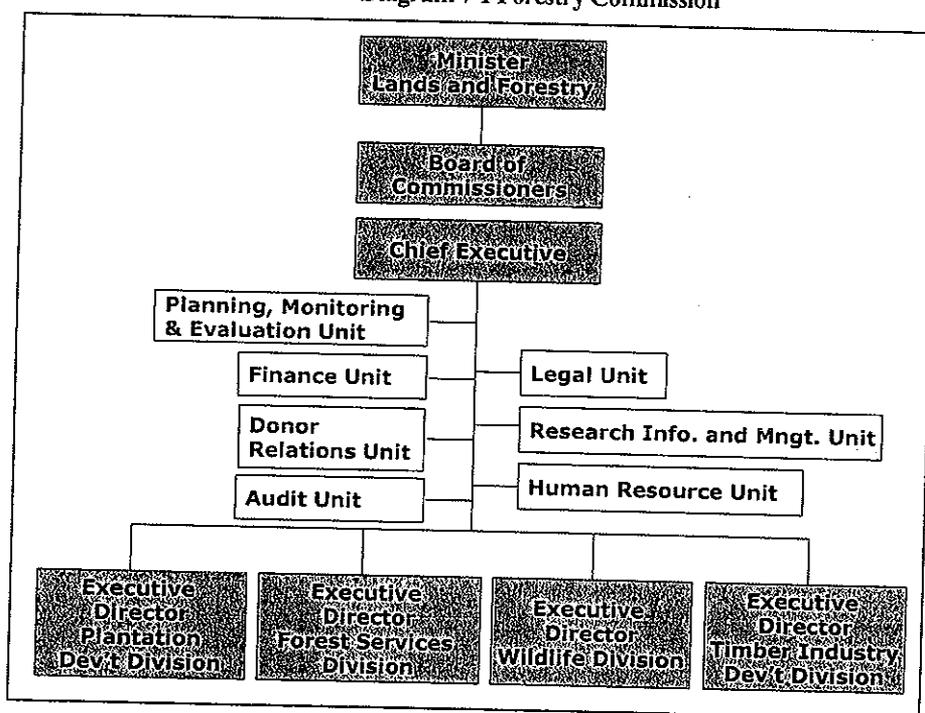 Forestry Commission
Minister
Lands and Forestry
Board of
Commissioners
Chief Executive
Planning, Monitoring
& Evaluation Unit
Finance Unit
Legal Unit
Donor
Relations Unit
Research Info. and Mngt. Unit
Audit Unit
Human Resource Unit
Executive
Director
Plantation
Dev't Division
Executive
Director
Forest Services
Division
Executive
Director
Wildlife Division
Executive
Director
Timber Industry
Dev't Division